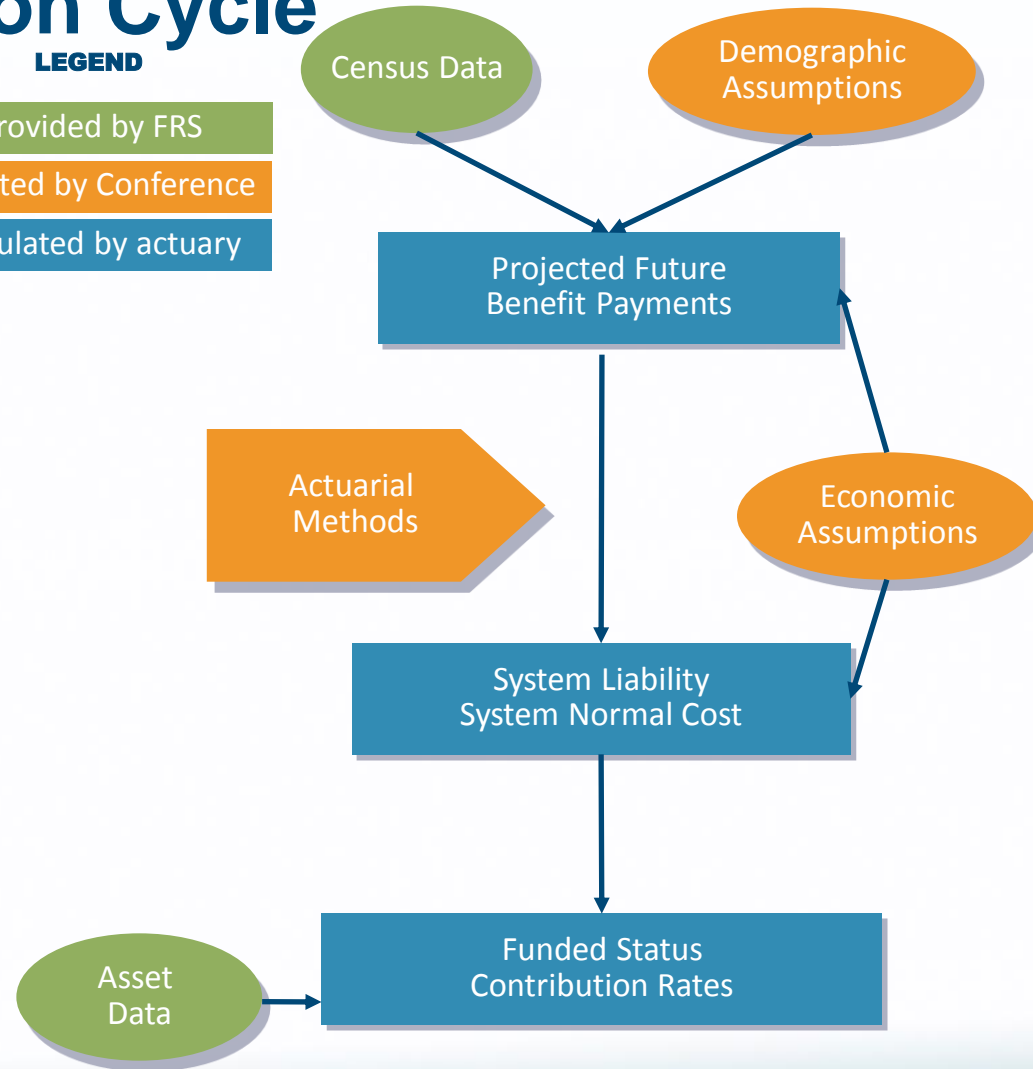 on Cycle
LEGEND
rovided by FRS
ted by Conference
ulated by actuary
Census Data
Demographic
Assumptions
Projected Future
Benefit Payments
Actuarial
Methods
Economic
Assumptions
System Liability
System Normal Cost
Funded Status
Contribution Rates
Asset
Data